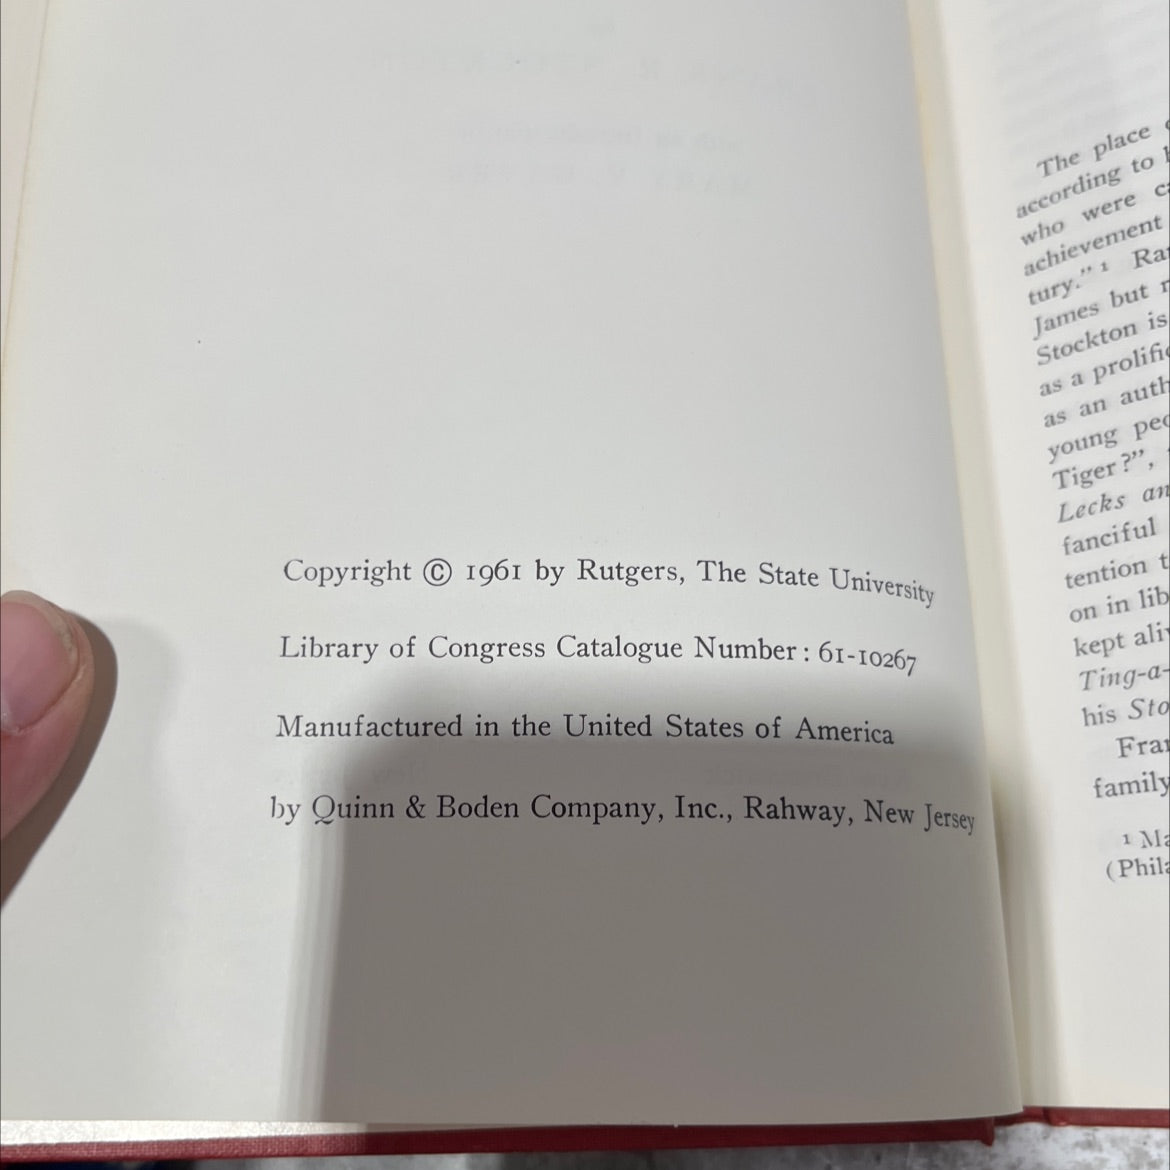 Copyright © 1961 by Rutgers, The State University
Library of Congress Catalogue Number: 61-10267
Manufactured in the United States of America
by Quinn & Boden Company, Inc., Rahway, New Jersey
The place
according to
who were
achievement
tury." 1
James but
Stockton is
as a
as an
young
Tiger?",
Lecks
fanciful
tention
on in
kept
Ting-a-
his
family
1